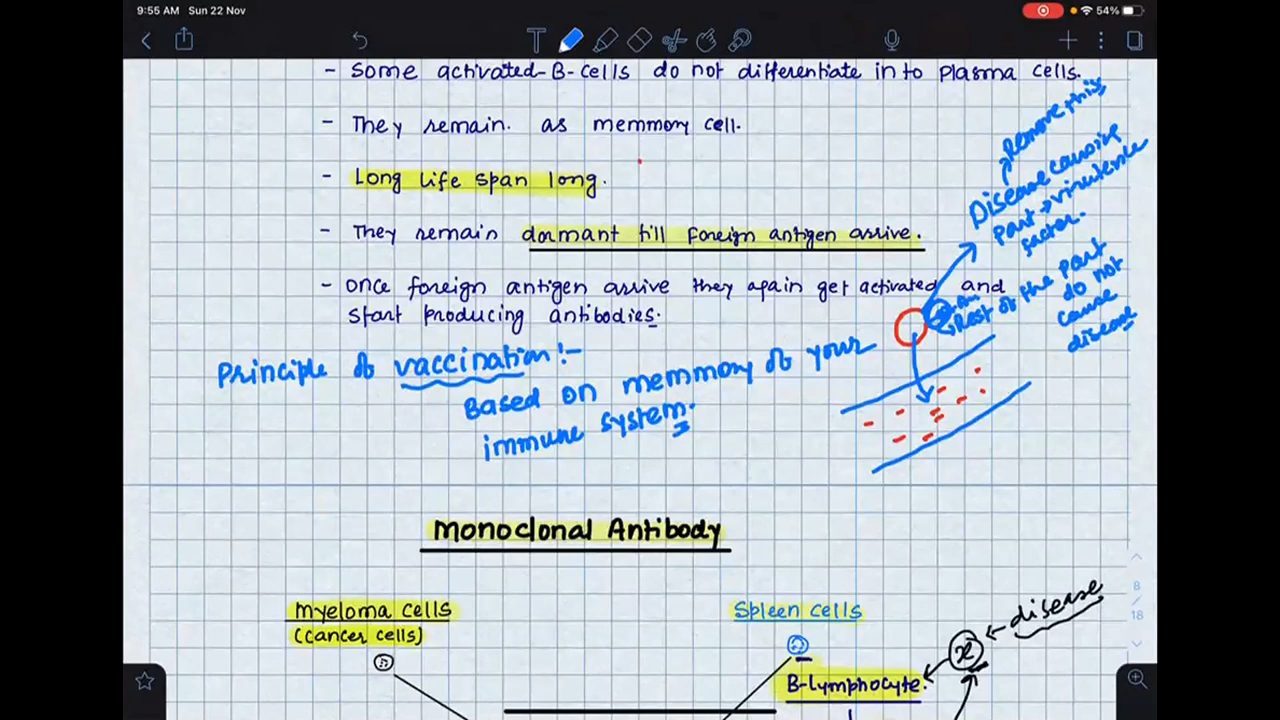 9:55 AM Sun 22 Nov
54%
- Some activated-B-cells do not differentiate in to plasma cells.
- They remain. as memmory cell.
- Long life span long.
- They remain dormant till foreign antigen arrive.
- once foreign antigen arrive they again get activated and
start producing antibodies.
Remove this
Disease causing
Part → virulence
factor.
Rest of the part
do not
cause
disease
Principle of vaccination :-
Based on memmory of your
immune system.
Monoclonal Antibody
Myeloma cells
(cancer cells)
Spleen cells
B-lymphocyte.
x ← disease
8
/
18